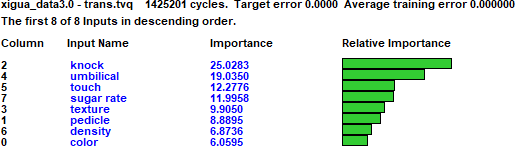 xigua_data3.0 - trans.tvq 1425201 cycles. Target error 0.0000 Average training error 0.000000
The first 8 of 8 Inputs in descending order.
Column Input Name Importance Relative Importance
2 knock 25.0283
4 umbilical 19.0350
5 touch 12.2776
7 sugar rate 11.9958
3 texture 9.9050
1 pedicle 8.8895
6 density 6.8736
0 color 6.0595